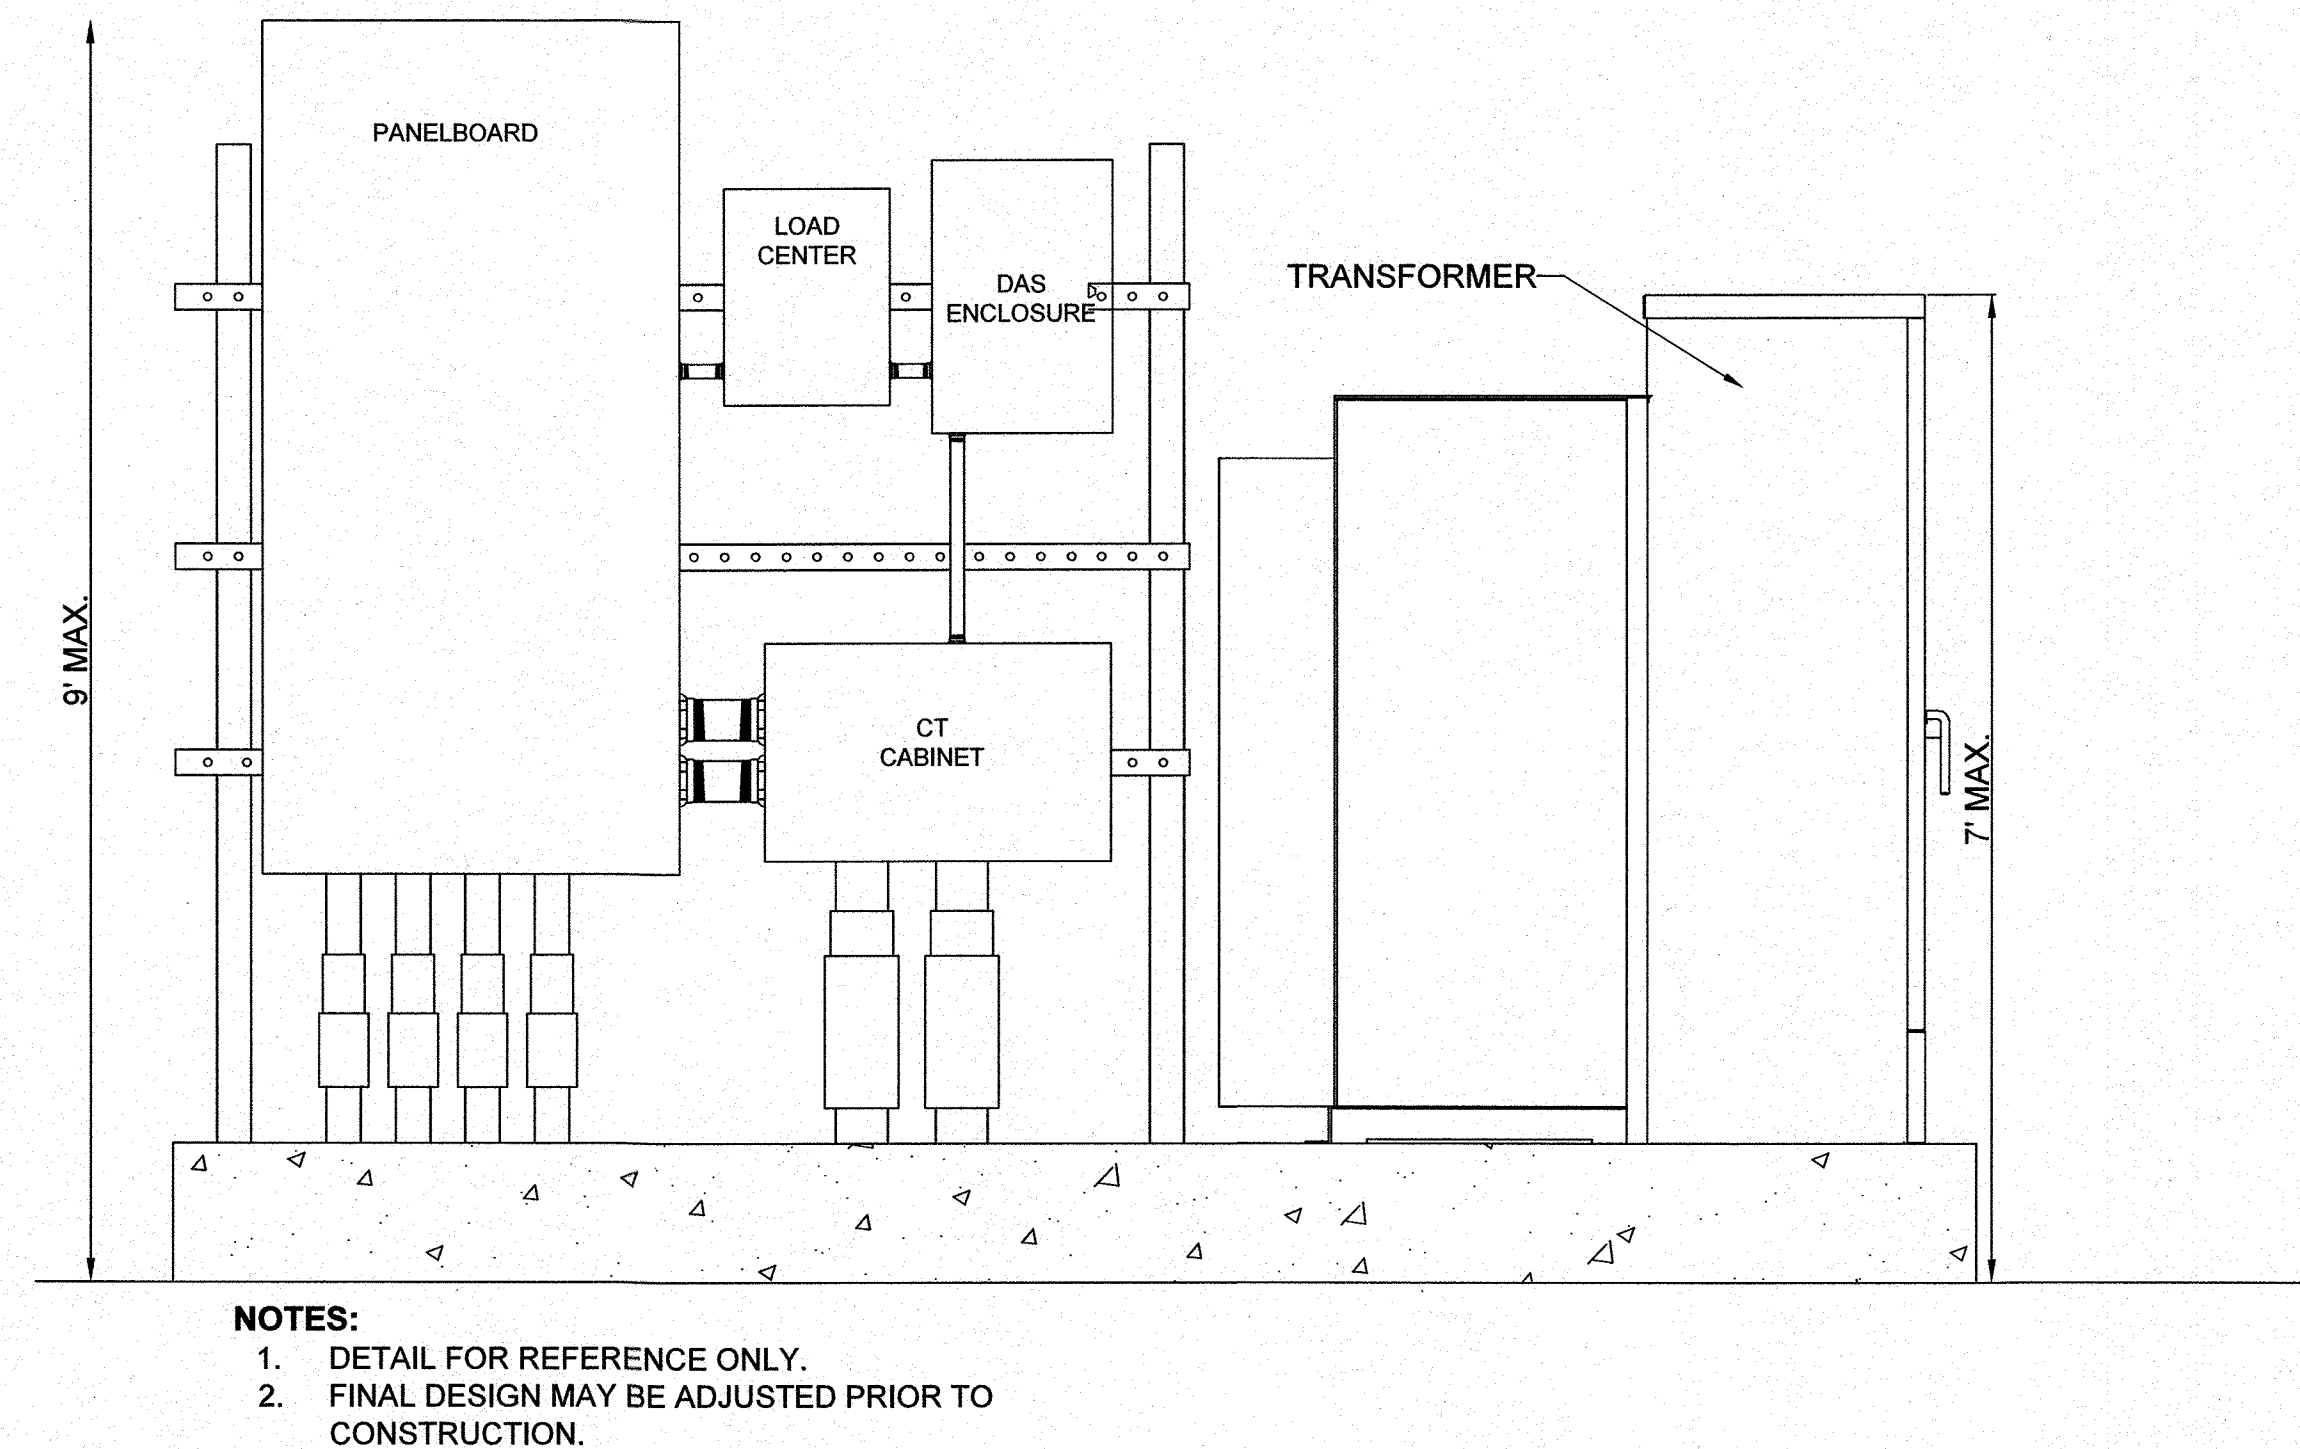 PANELBOARD
LOAD
CENTER
DAS
ENCLOSURE
TRANSFORMER
9' MAX.
CT
CABINET
7' MAX.
NOTES:
1. DETAIL FOR REFERENCE ONLY.
2. FINAL DESIGN MAY BE ADJUSTED PRIOR TO
CONSTRUCTION.